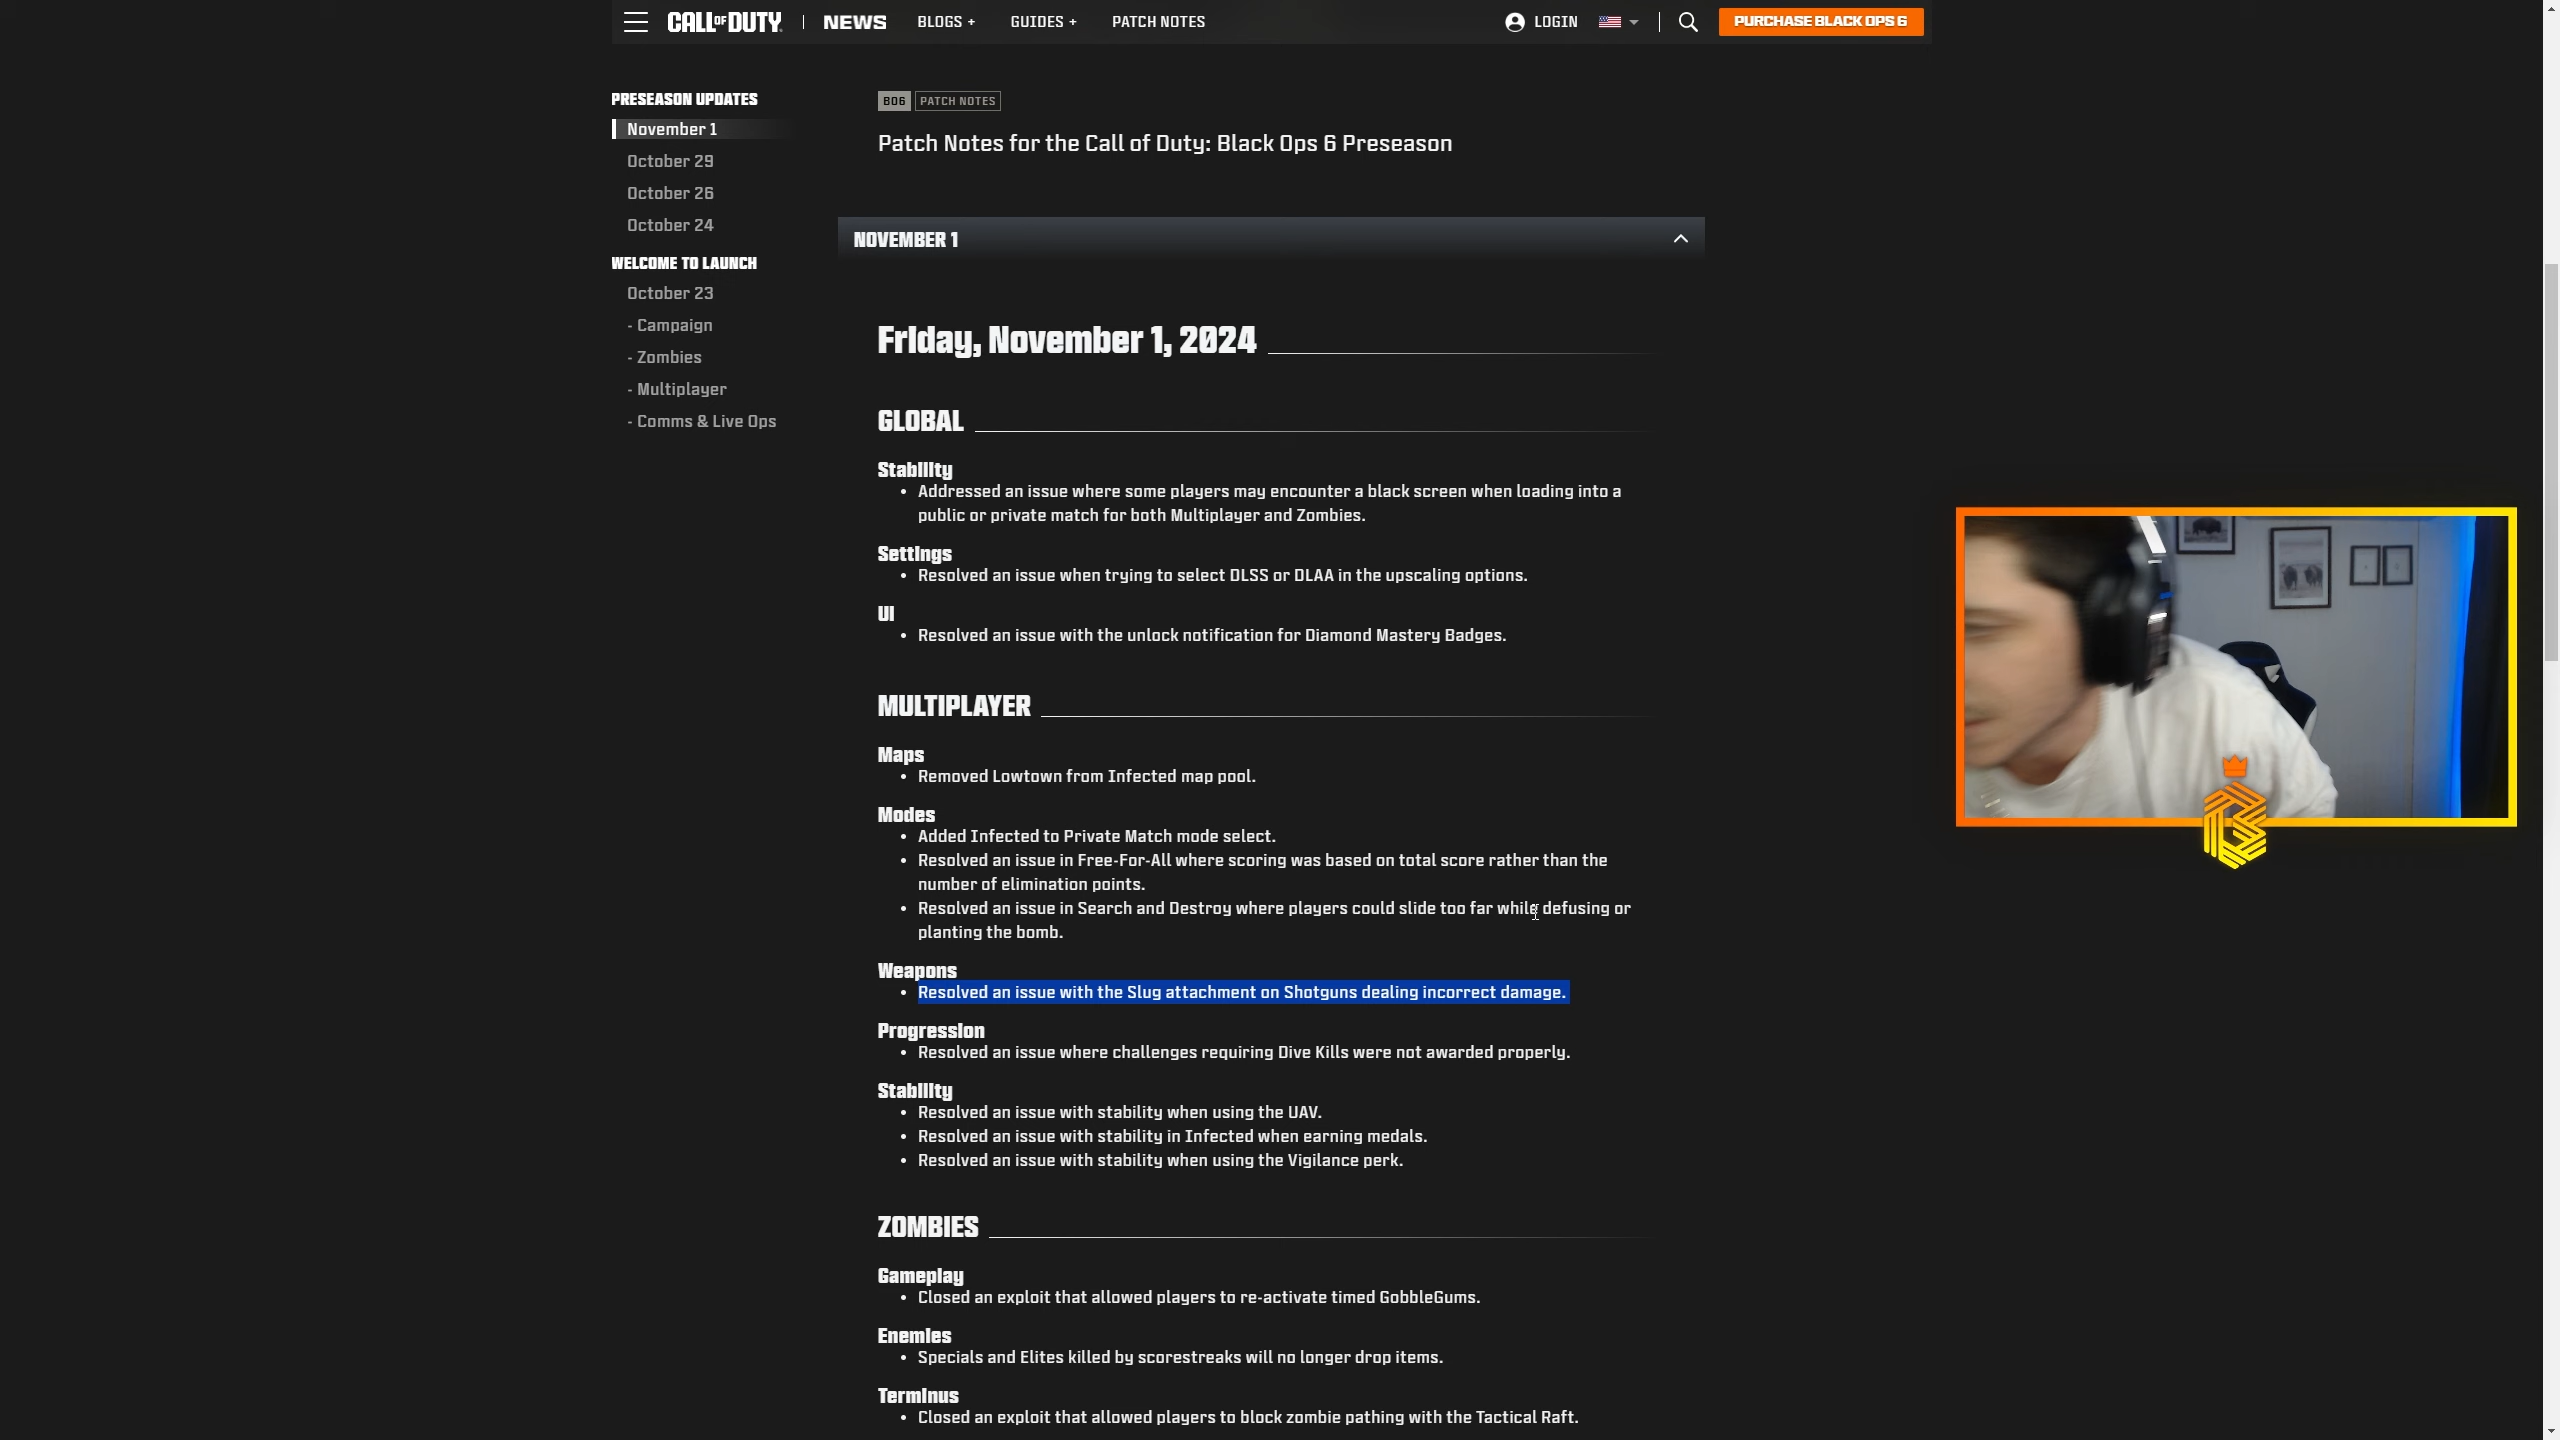 CALL OF DUTY
NEWS
BLOGS +
GUIDES +
PATCH NOTES
LOGIN
PURCHASE BLACK OPS 6
PRESEASON UPDATES
November 1
October 29
October 26
October 24
WELCOME TO LAUNCH
October 23
- Campaign
- Zombies
- Multiplayer
- Comms & Live Ops
BO6
PATCH NOTES
Patch Notes for the Call of Duty: Black Ops 6 Preseason
NOVEMBER 1
Friday, November 1, 2024
GLOBAL
Stability
• Addressed an issue where some players may encounter a black screen when loading into a
public or private match for both Multiplayer and Zombies.
Settings
• Resolved an issue when trying to select DLSS or DLAA in the upscaling options.
UI
• Resolved an issue with the unlock notification for Diamond Mastery Badges.
MULTIPLAYER
Maps
• Removed Lowtown from Infected map pool.
Modes
• Added Infected to Private Match mode select.
• Resolved an issue in Free-For-All where scoring was based on total score rather than the
number of elimination points.
• Resolved an issue in Search and Destroy where players could slide too far while defusing or
planting the bomb.
Weapons
• Resolved an issue with the Slug attachment on Shotguns dealing incorrect damage.
Progression
• Resolved an issue where challenges requiring Dive Kills were not awarded properly.
Stability
• Resolved an issue with stability when using the UAV.
• Resolved an issue with stability in Infected when earning medals.
• Resolved an issue with stability when using the Vigilance perk.
ZOMBIES
Gameplay
• Closed an exploit that allowed players to re-activate timed GobbleGums.
Enemies
• Specials and Elites killed by scorestreaks will no longer drop items.
Terminus
• Closed an exploit that allowed players to block zombie pathing with the Tactical Raft.